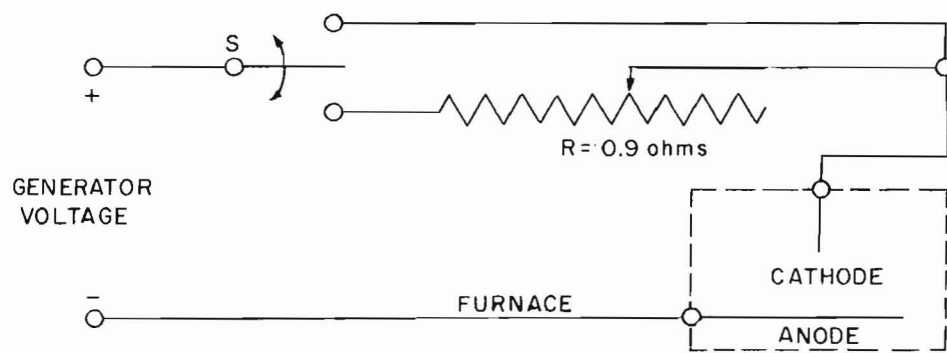 S
+
R = 0.9 ohms
GENERATOR
VOLTAGE
CATHODE
−
FURNACE
ANODE